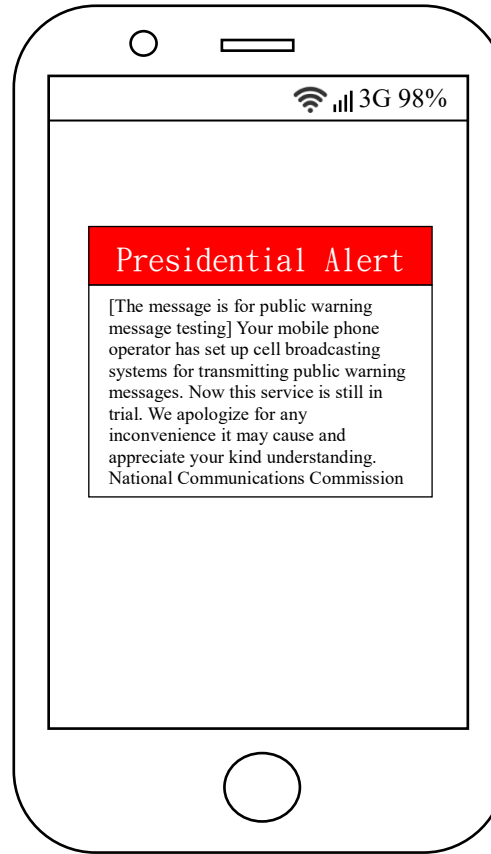 3G 98%
Presidential Alert
[The message is for public warning
message testing] Your mobile phone
operator has set up cell broadcasting
systems for transmitting public warning
messages. Now this service is still in
trial. We apologize for any
inconvenience it may cause and
appreciate your kind understanding.
National Communications Commission